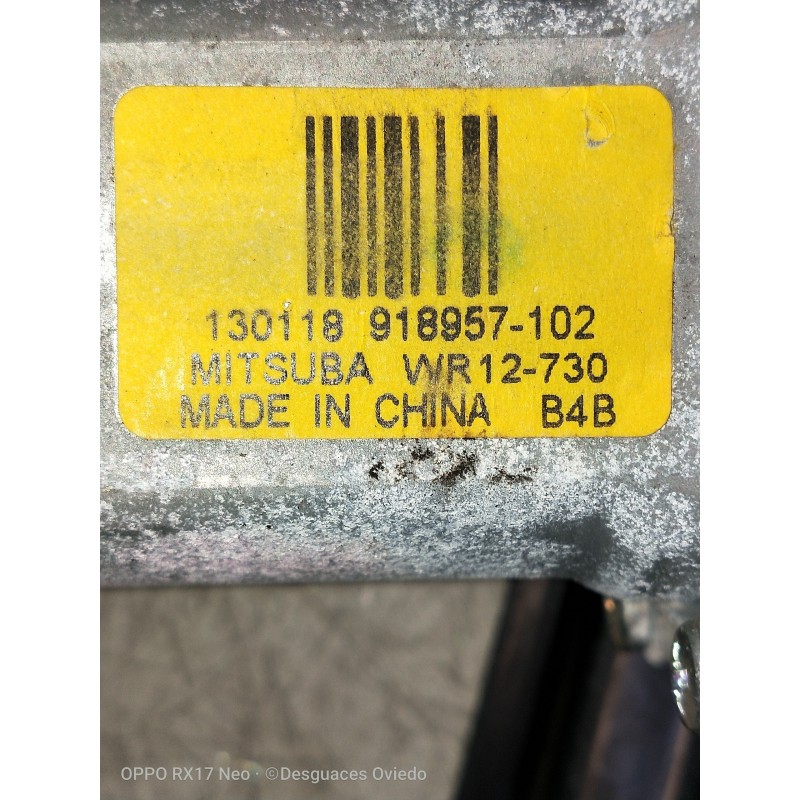 130118 918957-102
MITSUBA WR12-730
MADE IN CHINA B4B
OPPO RX17 Neo · ©Desguaces Oviedo